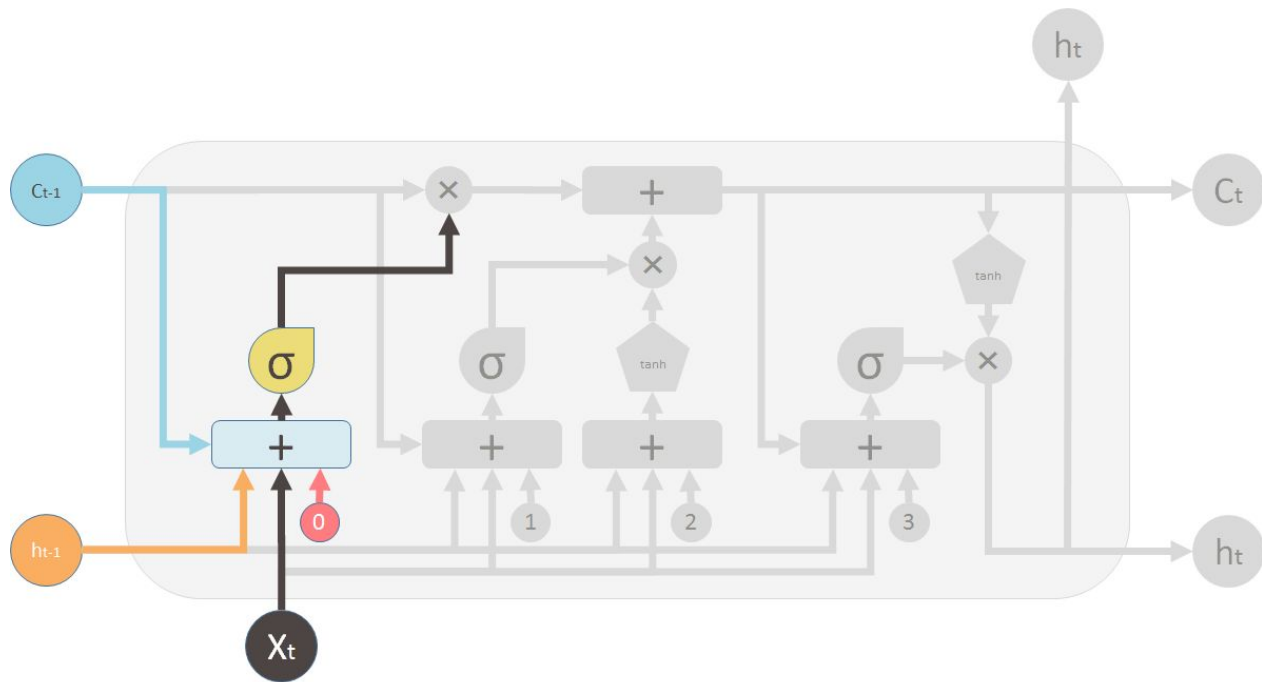 ht
Ct-1
×
+
Ct
×
tanh
σ
σ
tanh
σ
×
+
+
+
+
0
1
2
3
ht-1
ht
Xt